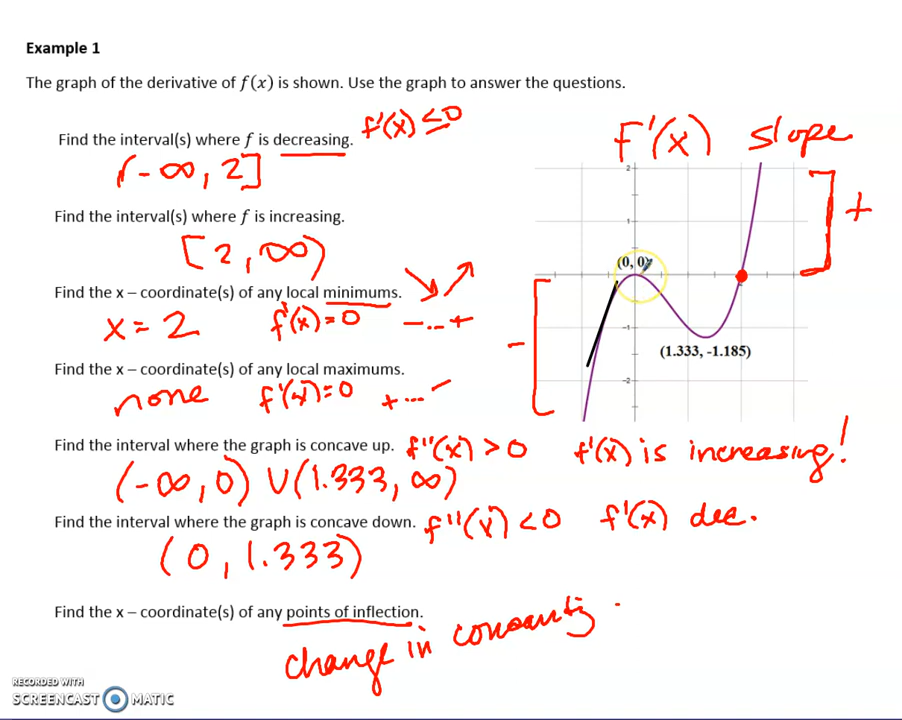 Example 1
The graph of the derivative of f(x) is shown. Use the graph to answer the questions.
Find the interval(s) where f is decreasing. f'(x) ≤ 0
(-∞, 2]
F'(x) slope
Find the interval(s) where f is increasing.
[2, ∞)
Find the x – coordinate(s) of any local minimums.
x = 2 f'(x) = 0 - ... +
Find the x – coordinate(s) of any local maximums.
none f'(x) = 0 + ... -
2
1
-1
-2
(0, 0)
(1.333, -1.185)
+
-
Find the interval where the graph is concave up. f''(x) > 0 f'(x) is increasing!
(-∞, 0) ∪ (1.333, ∞)
Find the interval where the graph is concave down. f''(x) < 0 f'(x) dec.
(0, 1.333)
Find the x – coordinate(s) of any points of inflection.
change in concavity
RECORDED WITH
SCREENCAST MATIC